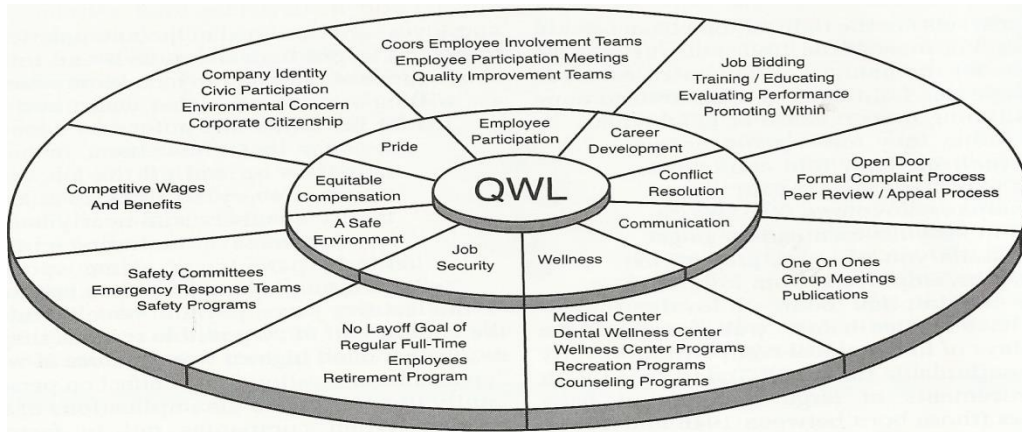 Coors Employee Involvement Teams
Employee Participation Meetings
Quality Improvement Teams
Job Bidding
Training / Educating
Evaluating Performance
Promoting Within
Open Door
Formal Complaint Process
Peer Review / Appeal Process
One On Ones
Group Meetings
Publications
Medical Center
Dental Wellness Center
Wellness Center Programs
Recreation Programs
Counseling Programs
No Layoff Goal of
Regular Full-Time
Employees
Retirement Program
Safety Committees
Emergency Response Teams
Safety Programs
Competitive Wages
And Benefits
Company Identity
Civic Participation
Environmental Concern
Corporate Citizenship
Employee
Participation
Career
Development
Conflict
Resolution
Communication
Wellness
Job
Security
A Safe
Environment
Equitable
Compensation
Pride
QWL